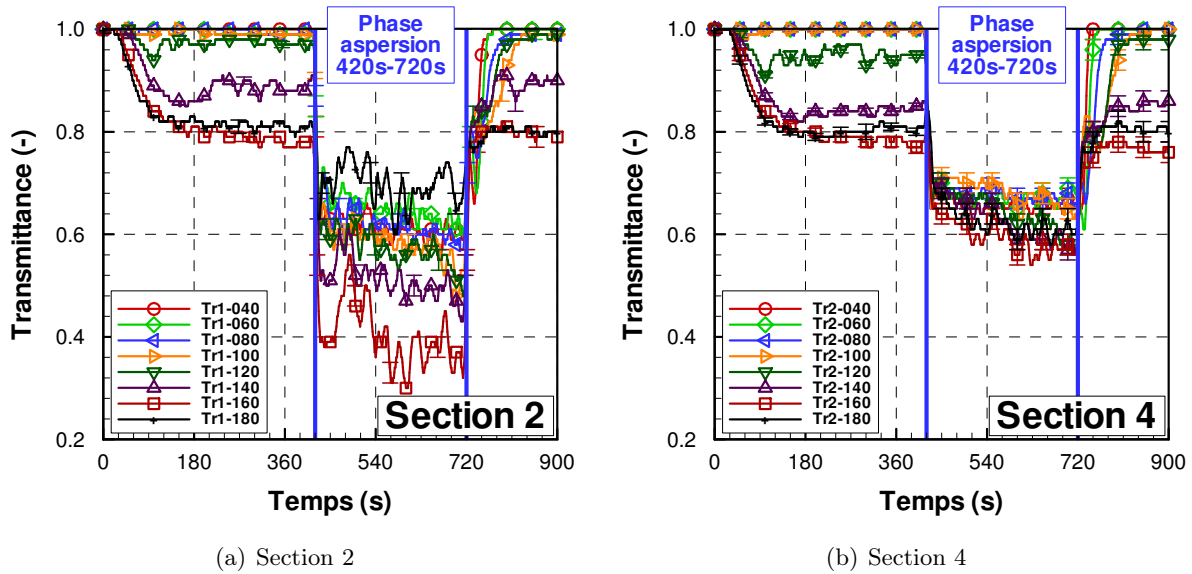 Transmittance (-)
1.0
0.8
0.6
0.4
0.2
Phase
aspersion
420s-720s
Tr1-040
Tr1-060
Tr1-080
Tr1-100
Tr1-120
Tr1-140
Tr1-160
Tr1-180
Section 2
0 180 360 540 720 900
Temps (s)
(a) Section 2
Transmittance (-)
1.0
0.8
0.6
0.4
0.2
Phase
aspersion
420s-720s
Tr2-040
Tr2-060
Tr2-080
Tr2-100
Tr2-120
Tr2-140
Tr2-160
Tr2-180
Section 4
0 180 360 540 720 900
Temps (s)
(b) Section 4